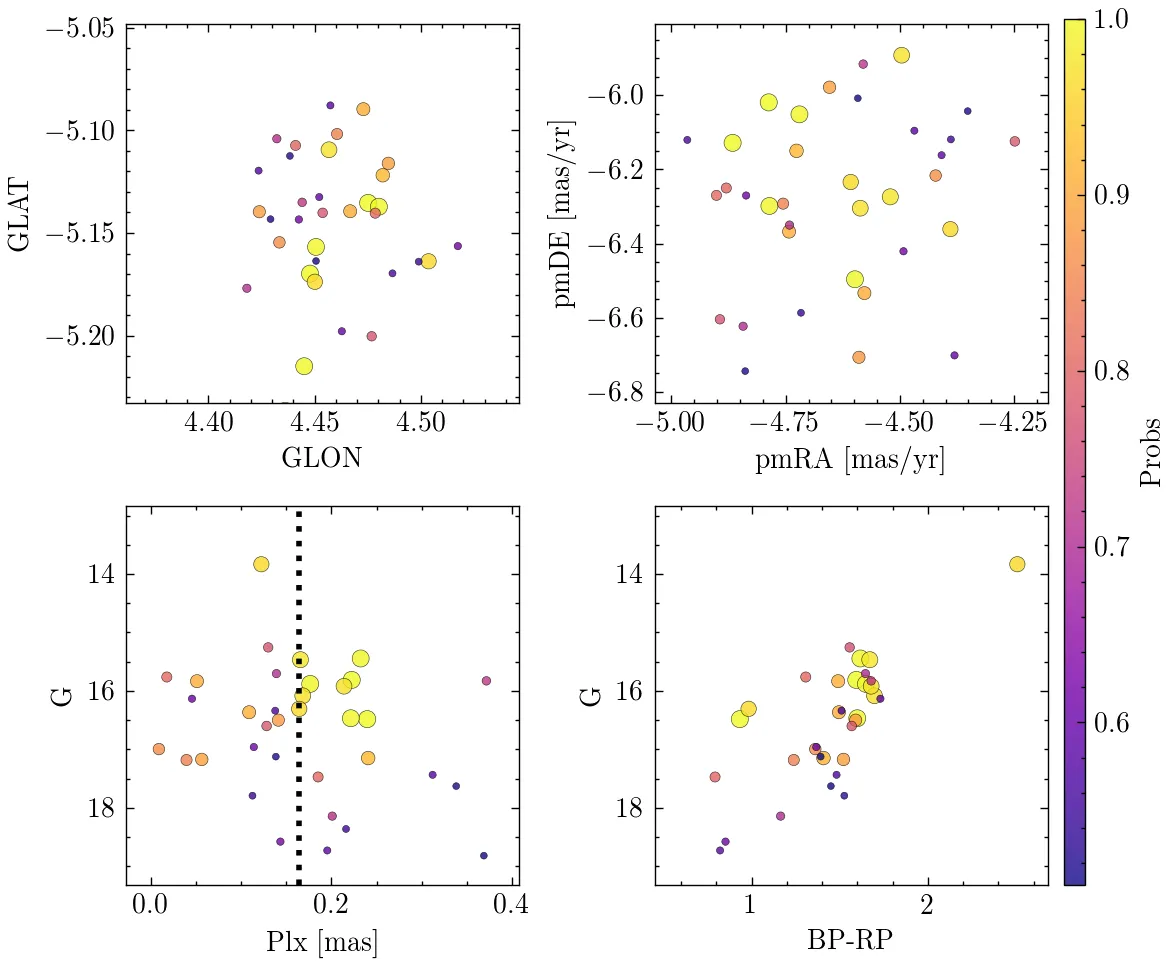 −5.05
−5.10
−5.15
−5.20
GLAT
4.40 4.45 4.50
GLON
−6.0
−6.2
−6.4
−6.6
−6.8
pmDE [mas/yr]
−5.00 −4.75 −4.50 −4.25
pmRA [mas/yr]
14
16
18
G
0.0 0.2 0.4
Plx [mas]
14
16
18
G
1 2
BP-RP
1.0
0.9
0.8
0.7
0.6
Probs